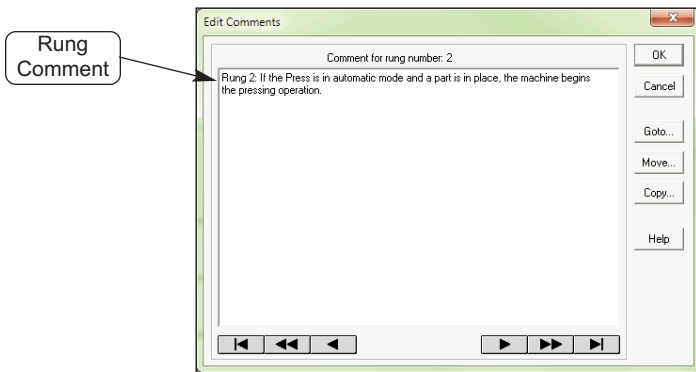 Edit Comments
Rung
Comment
Comment for rung number: 2
Rung 2: If the Press is in automatic mode and a part is in place, the machine begins
the pressing operation.
OK
Cancel
Goto...
Move...
Copy...
Help